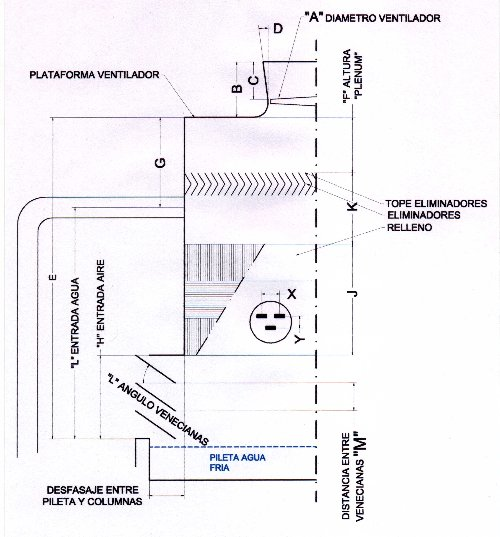 D
"A" DIAMETRO VENTILADOR
PLATAFORMA VENTILADOR
B
C
"F" ALTURA
"PLENUM"
G
K
TOPE ELIMINADORES
ELIMINADORES
RELLENO
E
"L" ENTRADA AGUA
"H" ENTRADA AIRE
X
Y
J
"L" ANGULO VENECIANAS
PILETA AGUA
FRIA
DISTANCIA ENTRE
VENECIANAS "M"
DESFASAJE ENTRE
PILETA Y COLUMNAS